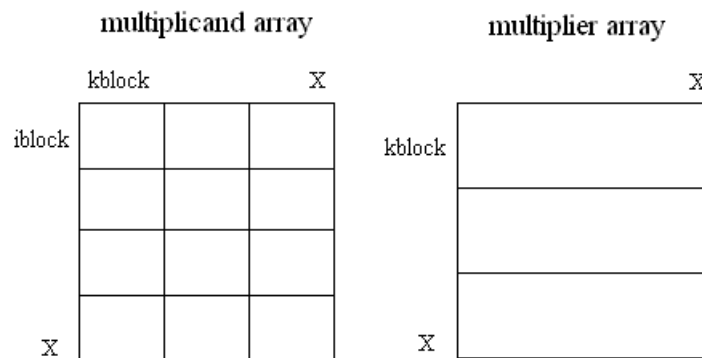 multiplicand array
multiplier array
kblock
X
X
iblock
kblock
X
X